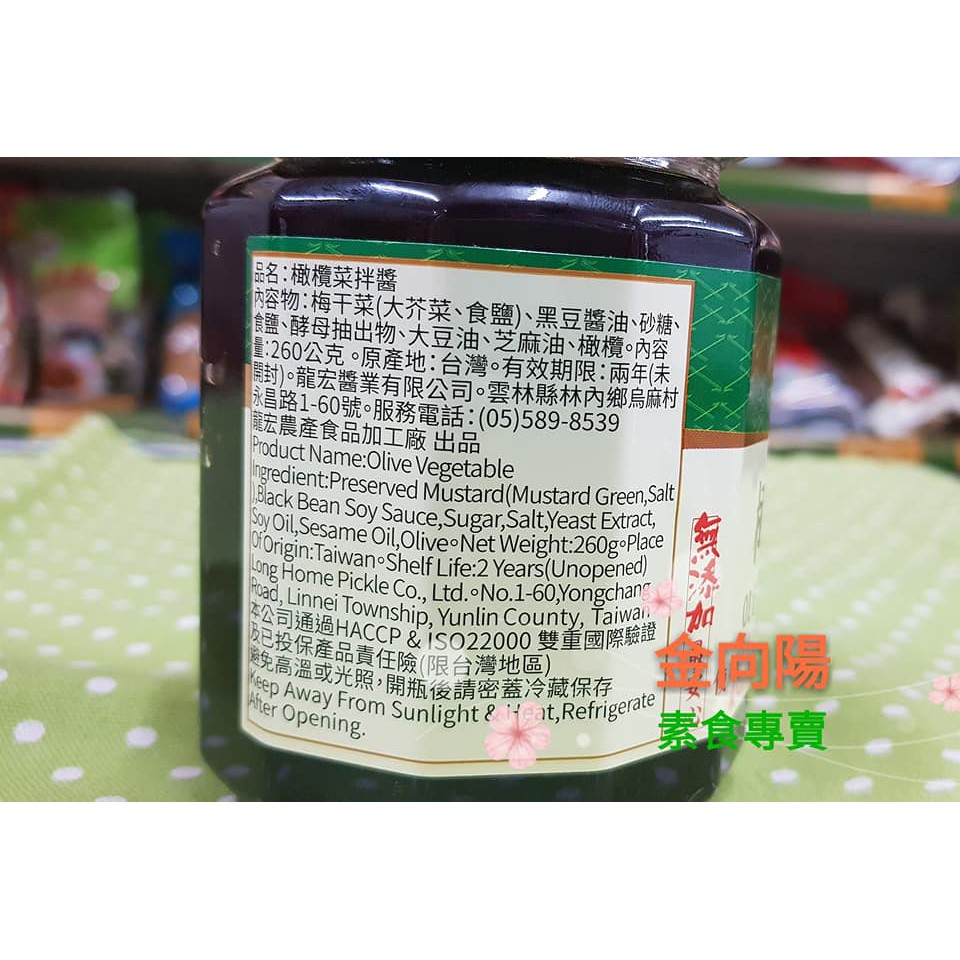 品名:橄欖菜拌醬
內容物:梅干菜(大芥菜、食鹽)、黑豆醬油、砂糖、
食鹽、酵母抽出物、大豆油、芝麻油、橄欖。內容
量:260公克。原產地:台灣。有效期限:兩年(未
開封)。龍宏醬業有限公司。雲林縣林內鄉烏麻村
永昌路1-60號。服務電話:(05)589-8539
龍宏農產食品加工廠 出品
Product Name:Olive Vegetable
Ingredient:Preserved Mustard(Mustard Green,Salt
),Black Bean Soy Sauce,Sugar,Salt,Yeast Extract,
Soy Oil,Sesame Oil,Olive。Net Weight:260g。Place
Of Origin:Taiwan。Shelf Life:2 Years(Unopened)
Long Home Pickle Co., Ltd.。No.1-60,Yongchang
Road, Linnei Township, Yunlin County, Taiwan
本公司通過HACCP & ISO22000 雙重國際驗證
及已投保產品責任險(限台灣地區)
避免高溫或光照,開瓶後請密蓋冷藏保存
Keep Away From Sunlight & Heat,Refrigerate
After Opening.
無添加
金向陽
素食專賣